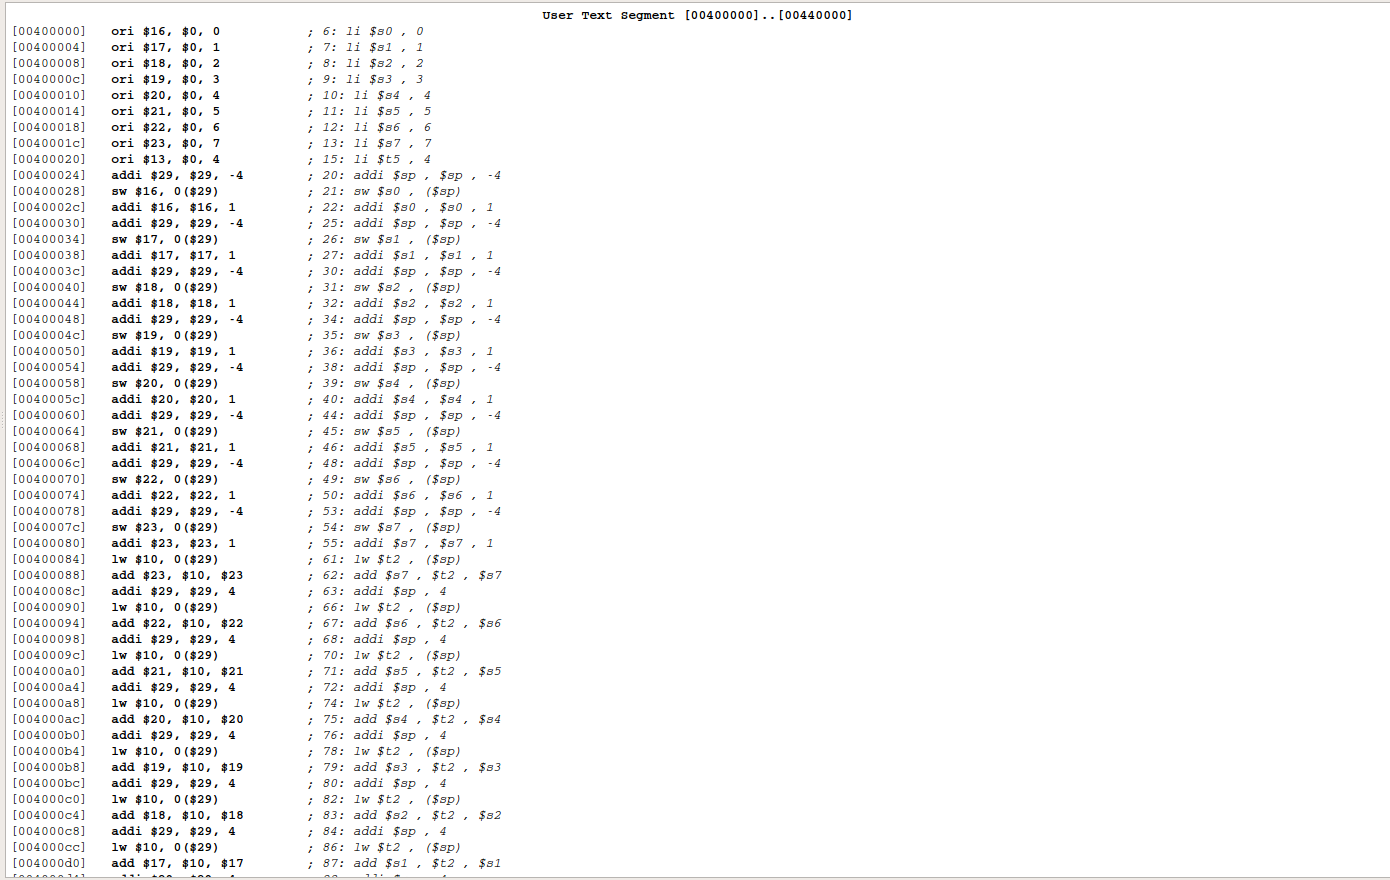 User Text Segment [00400000]..[00440000]
[00400000] ori $16, $0, 0 ; 6: li $s0 , 0
[00400004] ori $17, $0, 1 ; 7: li $s1 , 1
[00400008] ori $18, $0, 2 ; 8: li $s2 , 2
[0040000c] ori $19, $0, 3 ; 9: li $s3 , 3
[00400010] ori $20, $0, 4 ; 10: li $s4 , 4
[00400014] ori $21, $0, 5 ; 11: li $s5 , 5
[00400018] ori $22, $0, 6 ; 12: li $s6 , 6
[0040001c] ori $23, $0, 7 ; 13: li $s7 , 7
[00400020] ori $13, $0, 4 ; 15: li $t5 , 4
[00400024] addi $29, $29, -4 ; 20: addi $sp , $sp , -4
[00400028] sw $16, 0($29) ; 21: sw $s0 , ($sp)
[0040002c] addi $16, $16, 1 ; 22: addi $s0 , $s0 , 1
[00400030] addi $29, $29, -4 ; 25: addi $sp , $sp , -4
[00400034] sw $17, 0($29) ; 26: sw $s1 , ($sp)
[00400038] addi $17, $17, 1 ; 27: addi $s1 , $s1 , 1
[0040003c] addi $29, $29, -4 ; 30: addi $sp , $sp , -4
[00400040] sw $18, 0($29) ; 31: sw $s2 , ($sp)
[00400044] addi $18, $18, 1 ; 32: addi $s2 , $s2 , 1
[00400048] addi $29, $29, -4 ; 34: addi $sp , $sp , -4
[0040004c] sw $19, 0($29) ; 35: sw $s3 , ($sp)
[00400050] addi $19, $19, 1 ; 36: addi $s3 , $s3 , 1
[00400054] addi $29, $29, -4 ; 38: addi $sp , $sp , -4
[00400058] sw $20, 0($29) ; 39: sw $s4 , ($sp)
[0040005c] addi $20, $20, 1 ; 40: addi $s4 , $s4 , 1
[00400060] addi $29, $29, -4 ; 44: addi $sp , $sp , -4
[00400064] sw $21, 0($29) ; 45: sw $s5 , ($sp)
[00400068] addi $21, $21, 1 ; 46: addi $s5 , $s5 , 1
[0040006c] addi $29, $29, -4 ; 48: addi $sp , $sp , -4
[00400070] sw $22, 0($29) ; 49: sw $s6 , ($sp)
[00400074] addi $22, $22, 1 ; 50: addi $s6 , $s6 , 1
[00400078] addi $29, $29, -4 ; 53: addi $sp , $sp , -4
[0040007c] sw $23, 0($29) ; 54: sw $s7 , ($sp)
[00400080] addi $23, $23, 1 ; 55: addi $s7 , $s7 , 1
[00400084] lw $10, 0($29) ; 61: lw $t2 , ($sp)
[00400088] add $23, $10, $23 ; 62: add $s7 , $t2 , $s7
[0040008c] addi $29, $29, 4 ; 63: addi $sp , 4
[00400090] lw $10, 0($29) ; 66: lw $t2 , ($sp)
[00400094] add $22, $10, $22 ; 67: add $s6 , $t2 , $s6
[00400098] addi $29, $29, 4 ; 68: addi $sp , 4
[0040009c] lw $10, 0($29) ; 70: lw $t2 , ($sp)
[004000a0] add $21, $10, $21 ; 71: add $s5 , $t2 , $s5
[004000a4] addi $29, $29, 4 ; 72: addi $sp , 4
[004000a8] lw $10, 0($29) ; 74: lw $t2 , ($sp)
[004000ac] add $20, $10, $20 ; 75: add $s4 , $t2 , $s4
[004000b0] addi $29, $29, 4 ; 76: addi $sp , 4
[004000b4] lw $10, 0($29) ; 78: lw $t2 , ($sp)
[004000b8] add $19, $10, $19 ; 79: add $s3 , $t2 , $s3
[004000bc] addi $29, $29, 4 ; 80: addi $sp , 4
[004000c0] lw $10, 0($29) ; 82: lw $t2 , ($sp)
[004000c4] add $18, $10, $18 ; 83: add $s2 , $t2 , $s2
[004000c8] addi $29, $29, 4 ; 84: addi $sp , 4
[004000cc] lw $10, 0($29) ; 86: lw $t2 , ($sp)
[004000d0] add $17, $10, $17 ; 87: add $s1 , $t2 , $s1